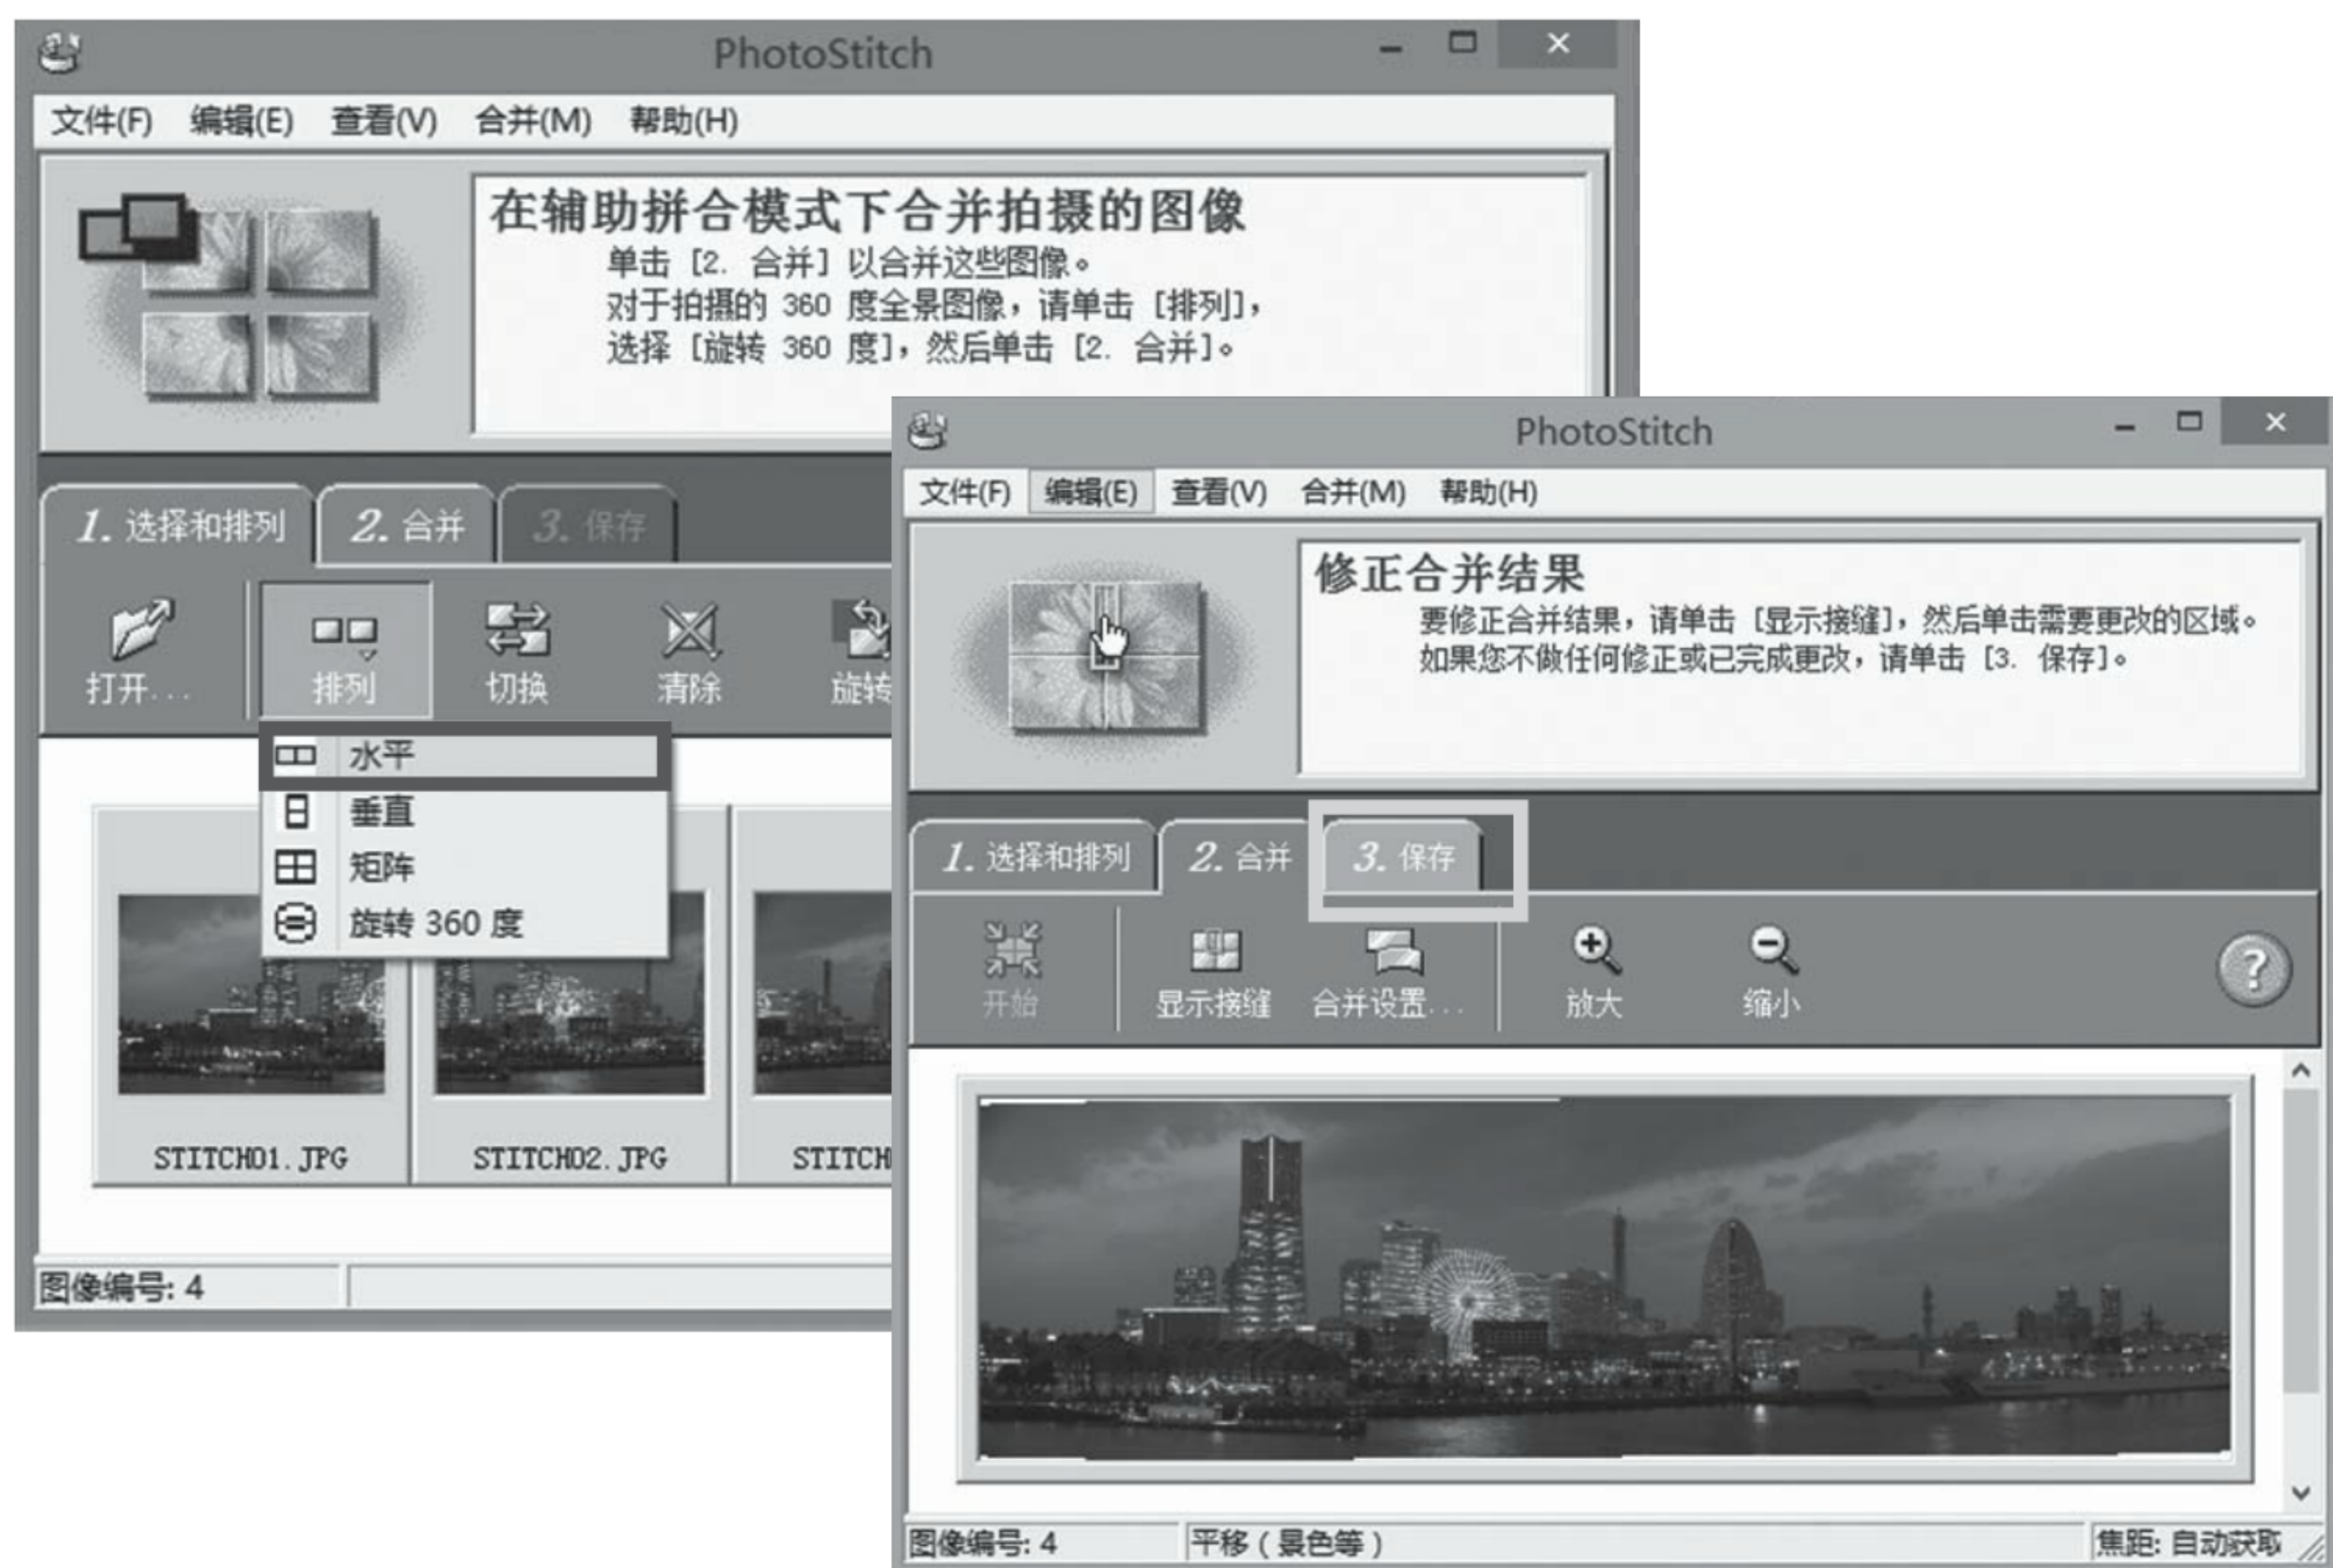 PhotoStitch
文件(F) 编辑(E) 查看(V) 合并(M) 帮助(H)
在辅助拼合模式下合并拍摄的图像
单击 [2. 合并] 以合并这些图像。
对于拍摄的 360 度全景图像，请单击 [排列]，
选择 [旋转 360 度]，然后单击 [2. 合并]。
1. 选择和排列 2. 合并 3. 保存
打开... 排列 切换 清除 旋转
水平
垂直
矩阵
旋转 360 度
STITCH01.JPG STITCH02.JPG STITCH
图像编号: 4
PhotoStitch
文件(F) 编辑(E) 查看(V) 合并(M) 帮助(H)
修正合并结果
要修正合并结果，请单击 [显示接缝]，然后单击需要更改的区域。
如果您不做任何修正或已完成更改，请单击 [3. 保存]。
1. 选择和排列 2. 合并 3. 保存
开始 显示接缝 合并设置... 放大 缩小 ?
图像编号: 4 平移 ( 景色等 ) 焦距: 自动获取